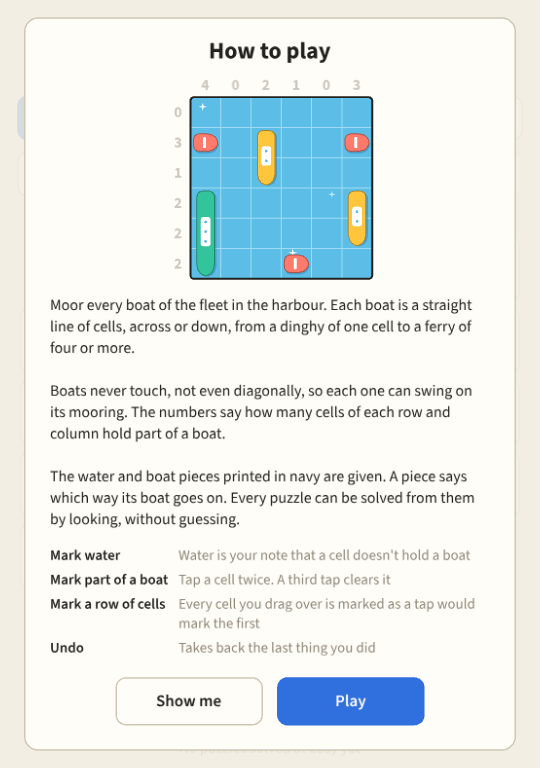 How to play
4 0 2 1 0 3
0
3
1
2
2
2
Moor every boat of the fleet in the harbour. Each boat is a straight
line of cells, across or down, from a dinghy of one cell to a ferry of
four or more.
Boats never touch, not even diagonally, so each one can swing on
its mooring. The numbers say how many cells of each row and
column hold part of a boat.
The water and boat pieces printed in navy are given. A piece says
which way its boat goes on. Every puzzle can be solved from them
by looking, without guessing.
Mark water Water is your note that a cell doesn't hold a boat
Mark part of a boat Tap a cell twice. A third tap clears it
Mark a row of cells Every cell you drag over is marked as a tap would
mark the first
Undo Takes back the last thing you did
Show me Play